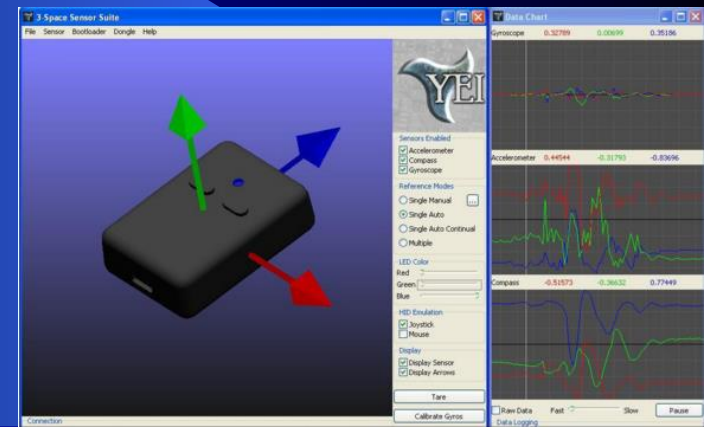 3-Space Sensor Suite
File Sensor Bootloader Dongle Help
YEI
Sensors Enabled
Accelerometer
Compass
Gyroscope
Reference Modes
Single Manual ...
Single Auto
Single Auto Continual
Multiple
LED Color
Red
Green
Blue
HID Emulation
Joystick
Mouse
Display
Display Sensor
Display Arrows
Tare
Calibrate Gyros
Connection
Data Chart
Gyroscope 0.32789 0.00699 0.35186
Accelerometer 0.44544 -0.31793 -0.83696
Compass -0.51573 -0.36632 0.77449
Raw Data Fast Slow Pause
Data Logging